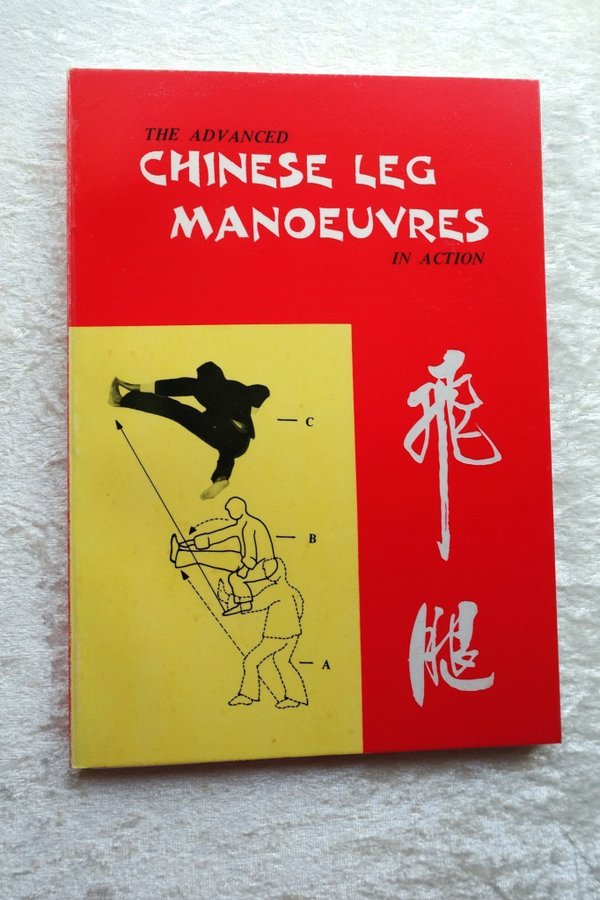 THE ADVANCED
CHINESE LEG
MANOEUVRES
IN ACTION
C
B
A
飛
腿